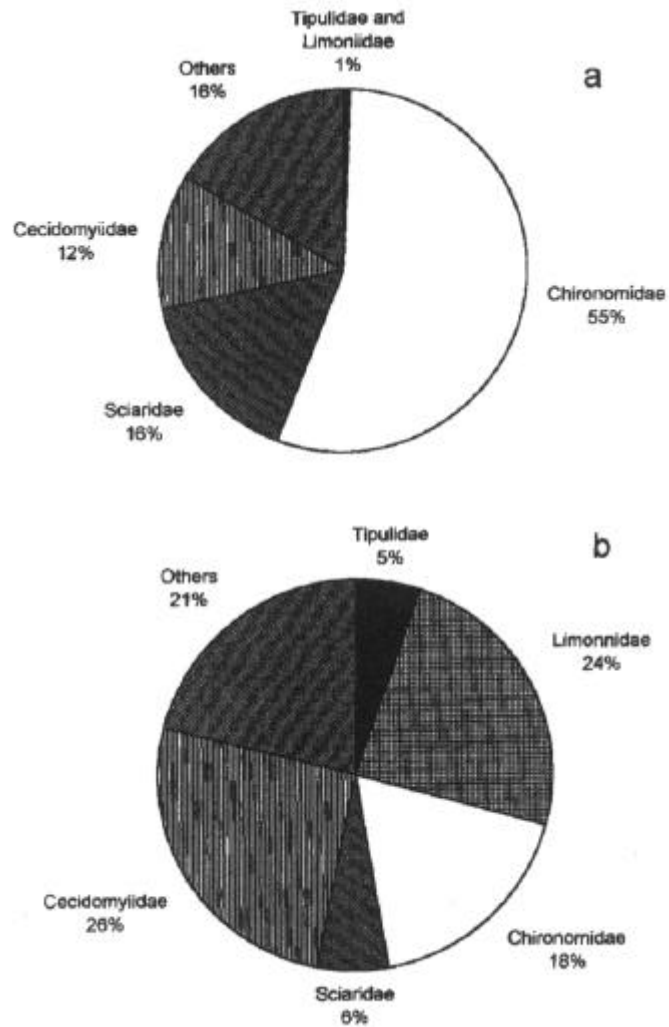 Tipulidae and
Limoniidae
1%
a
Others
16%
Cecidomyiidae
12%
Chironomidae
55%
Sciaridae
16%
b
Tipulidae
5%
Others
21%
Limonnidae
24%
Cecidomyiidae
26%
Chironomidae
18%
Sciaridae
6%